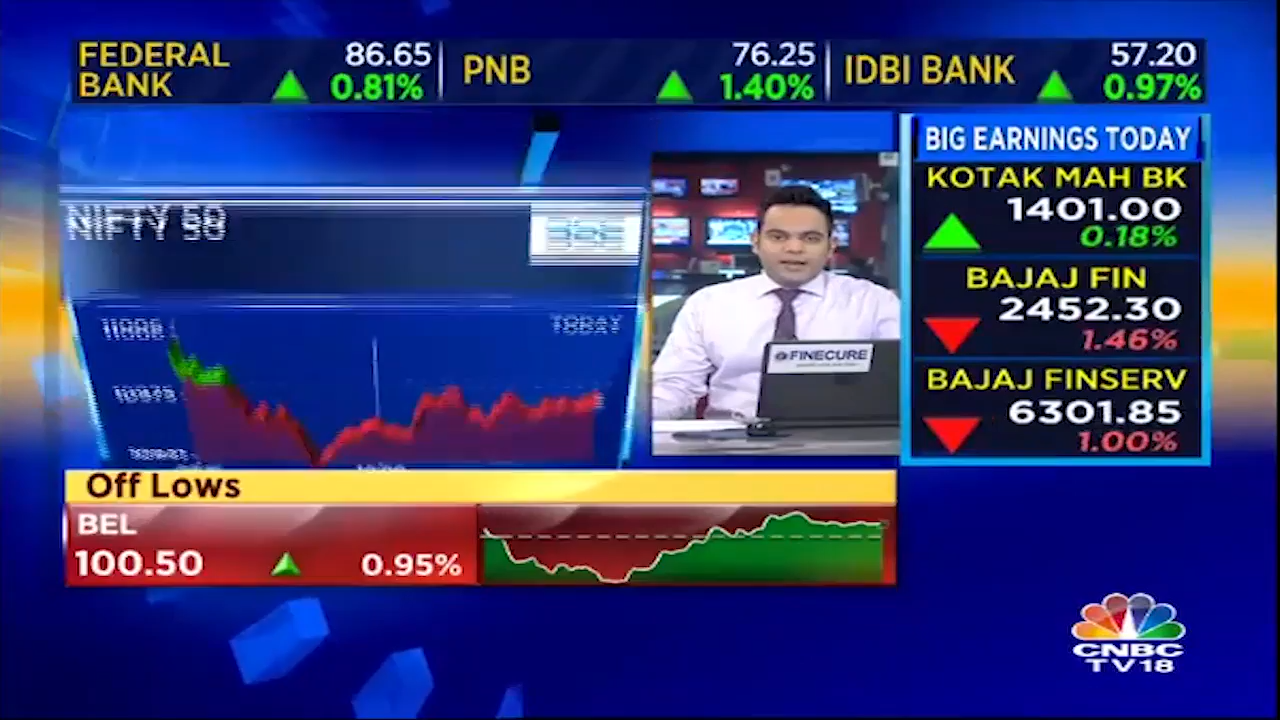 FEDERAL
BANK
86.65
0.81%
PNB
76.25
1.40%
IDBI BANK
57.20
0.97%
BIG EARNINGS TODAY
KOTAK MAH BK
1401.00
0.18%
BAJAJ FIN
2452.30
1.46%
BAJAJ FINSERV
6301.85
1.00%
NIFTY 50
TODAY
FINECURE
Off Lows
BEL
100.50
0.95%
CNBC
TV18